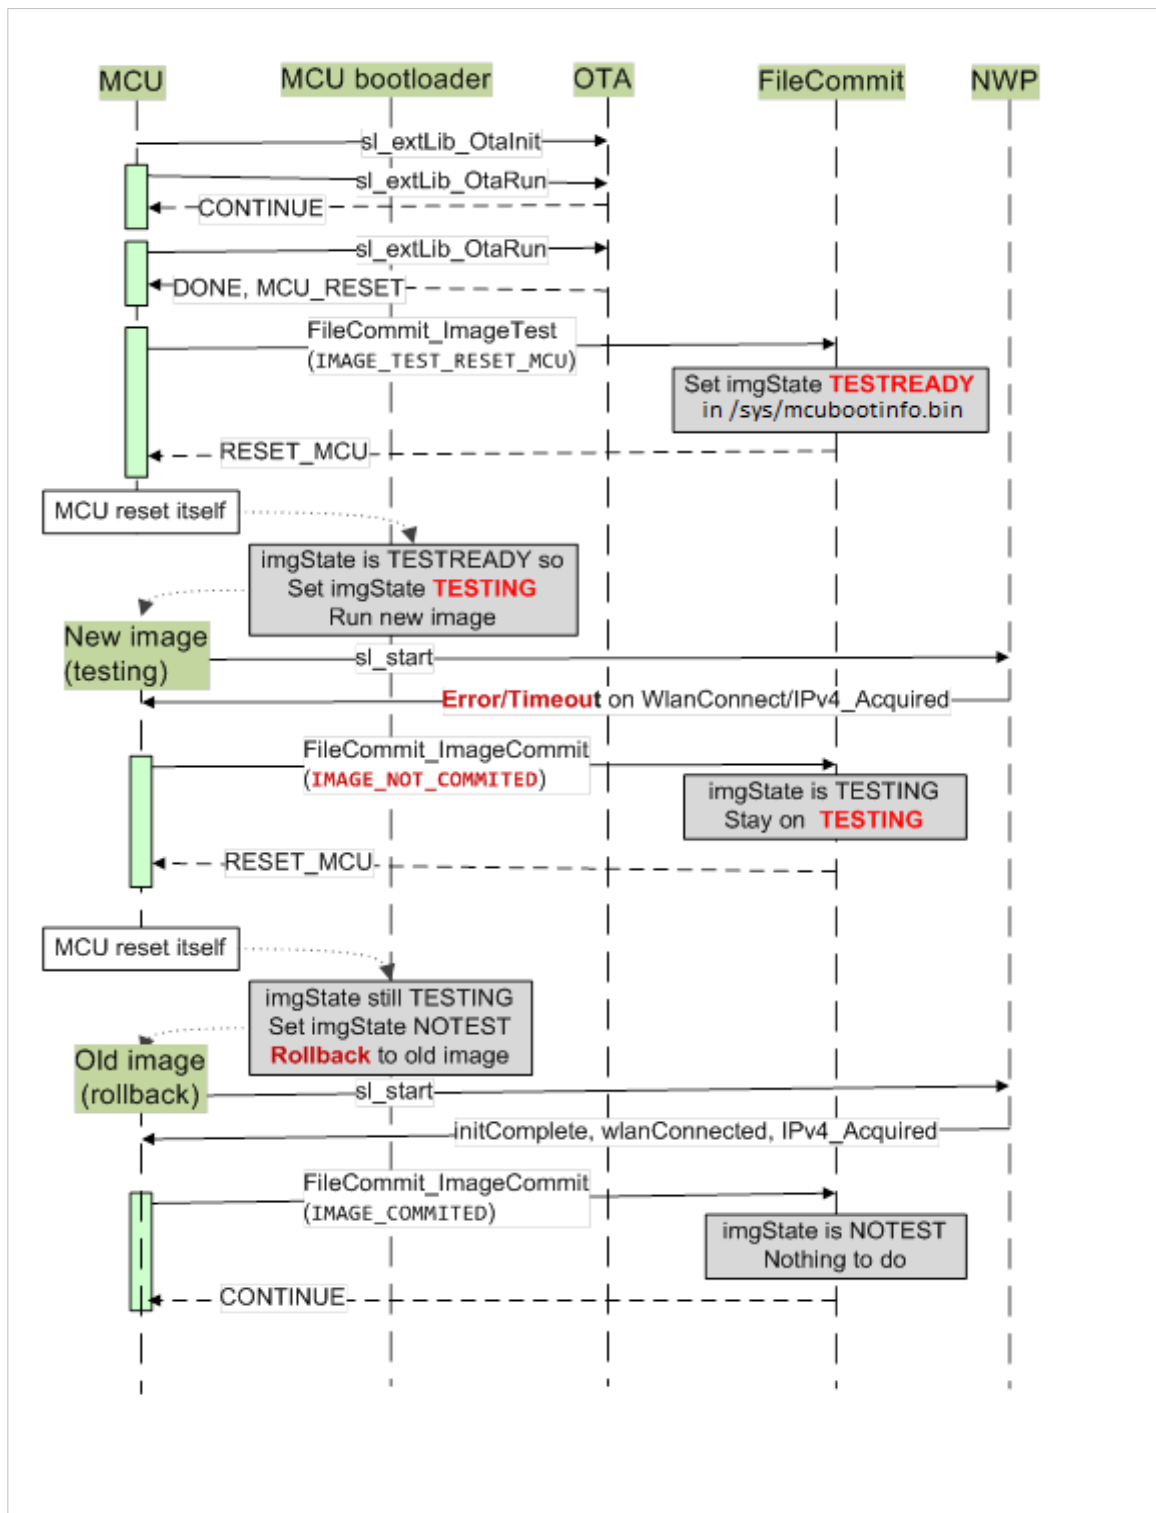 MCU
MCU bootloader
OTA
FileCommit
NWP
sl_extLib_OtaInit
sl_extLib_OtaRun
CONTINUE
sl_extLib_OtaRun
DONE, MCU_RESET
FileCommit_ImageTest
(IMAGE_TEST_RESET_MCU)
Set imgState TESTREADY
in /sys/mcubootinfo.bin
RESET_MCU
MCU reset itself
imgState is TESTREADY so
Set imgState TESTING
Run new image
New image
(testing)
sl_start
Error/Timeout on WlanConnect/IPv4_Acquired
FileCommit_ImageCommit
(IMAGE_NOT_COMMITED)
imgState is TESTING
Stay on TESTING
RESET_MCU
MCU reset itself
imgState still TESTING
Set imgState NOTEST
Rollback to old image
Old image
(rollback)
sl_start
initComplete, wlanConnected, IPv4_Acquired
FileCommit_ImageCommit
(IMAGE_COMMITED)
imgState is NOTEST
Nothing to do
CONTINUE